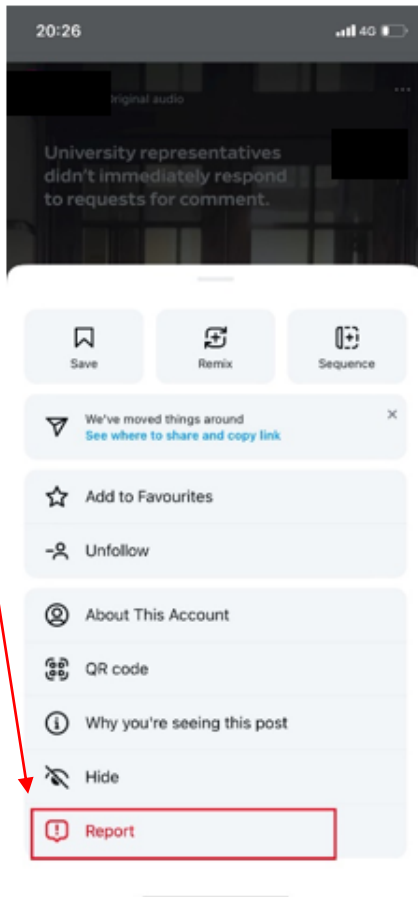 20:26
4G
Original audio
University representatives
didn't immediately respond
to requests for comment.
Save
Remix
Sequence
We've moved things around
See where to share and copy link
Add to Favourites
Unfollow
About This Account
QR code
Why you're seeing this post
Hide
Report